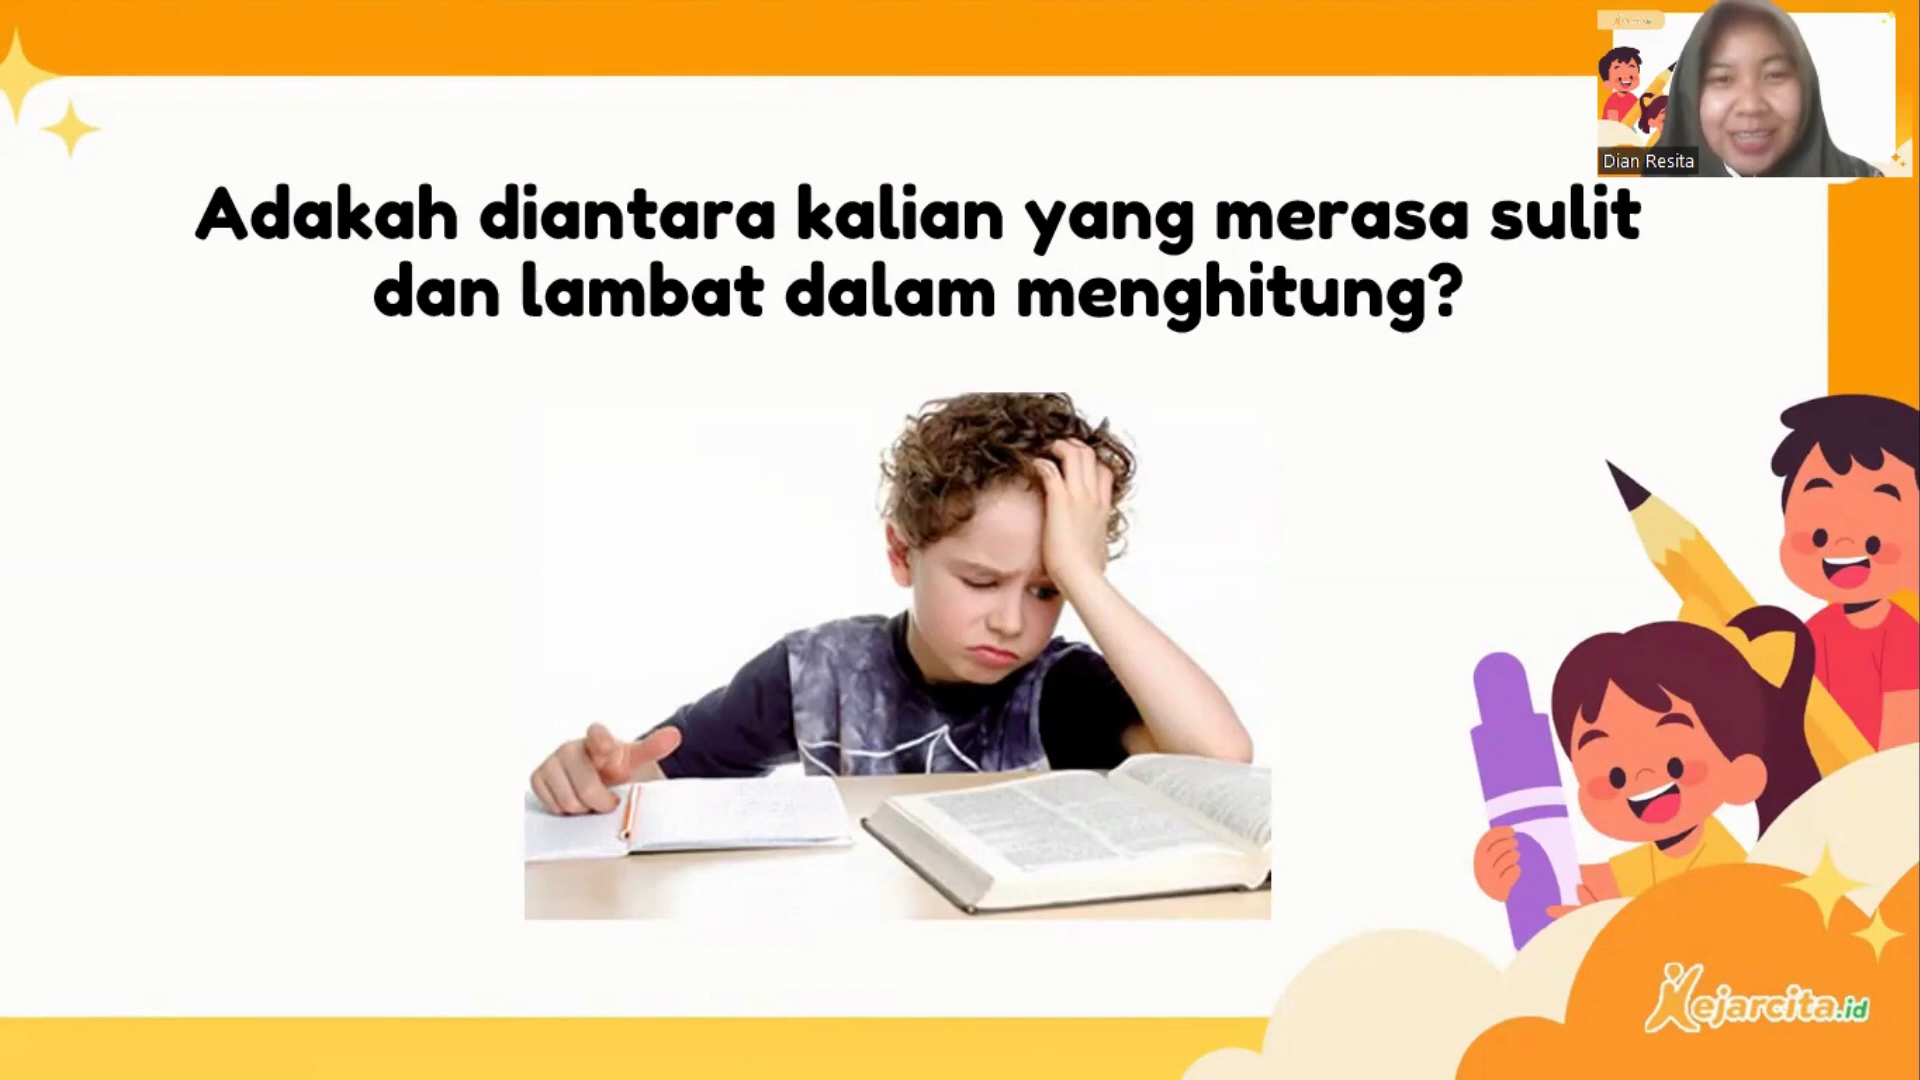 Dian Resita
Adakah diantara kalian yang merasa sulit
dan lambat dalam menghitung?
Kejarcita.id